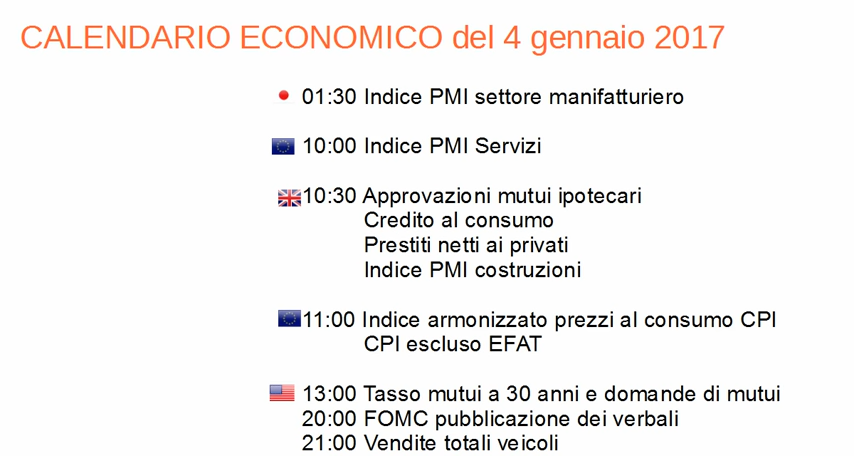 CALENDARIO ECONOMICO del 4 gennaio 2017
01:30 Indice PMI settore manifatturiero
10:00 Indice PMI Servizi
10:30 Approvazioni mutui ipotecari
Credito al consumo
Prestiti netti ai privati
Indice PMI costruzioni
11:00 Indice armonizzato prezzi al consumo CPI
CPI escluso EFAT
13:00 Tasso mutui a 30 anni e domande di mutui
20:00 FOMC pubblicazione dei verbali
21:00 Vendite totali veicoli